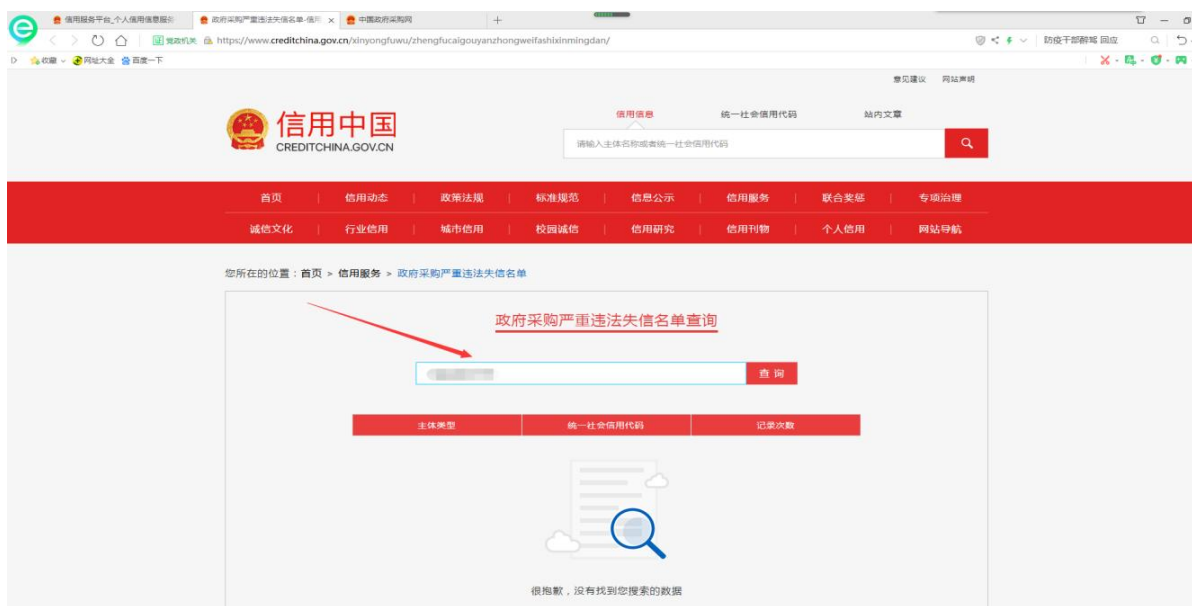 信用服务平台_个人信用信息服务
政府采购严重违法失信名单-信用
中国政府采购网
党政机关 https://www.creditchina.gov.cn/xinyongfuwu/zhengfucaigouyanzhongweifashixinmingdan/
防疫干部醉驾 回应
收藏 网址大全 百度一下
意见建议 网站声明
信用中国
CREDITCHINA.GOV.CN
信用信息 统一社会信用代码 站内文章
请输入主体名称或者统一社会信用代码
首页 | 信用动态 | 政策法规 | 标准规范 | 信息公示 | 信用服务 | 联合奖惩 | 专项治理
诚信文化 | 行业信用 | 城市信用 | 校园诚信 | 信用研究 | 信用刊物 | 个人信用 | 网站导航
您所在的位置：首页 > 信用服务 > 政府采购严重违法失信名单
政府采购严重违法失信名单查询
查询
主体类型 统一社会信用代码 记录次数
很抱歉，没有找到您搜索的数据